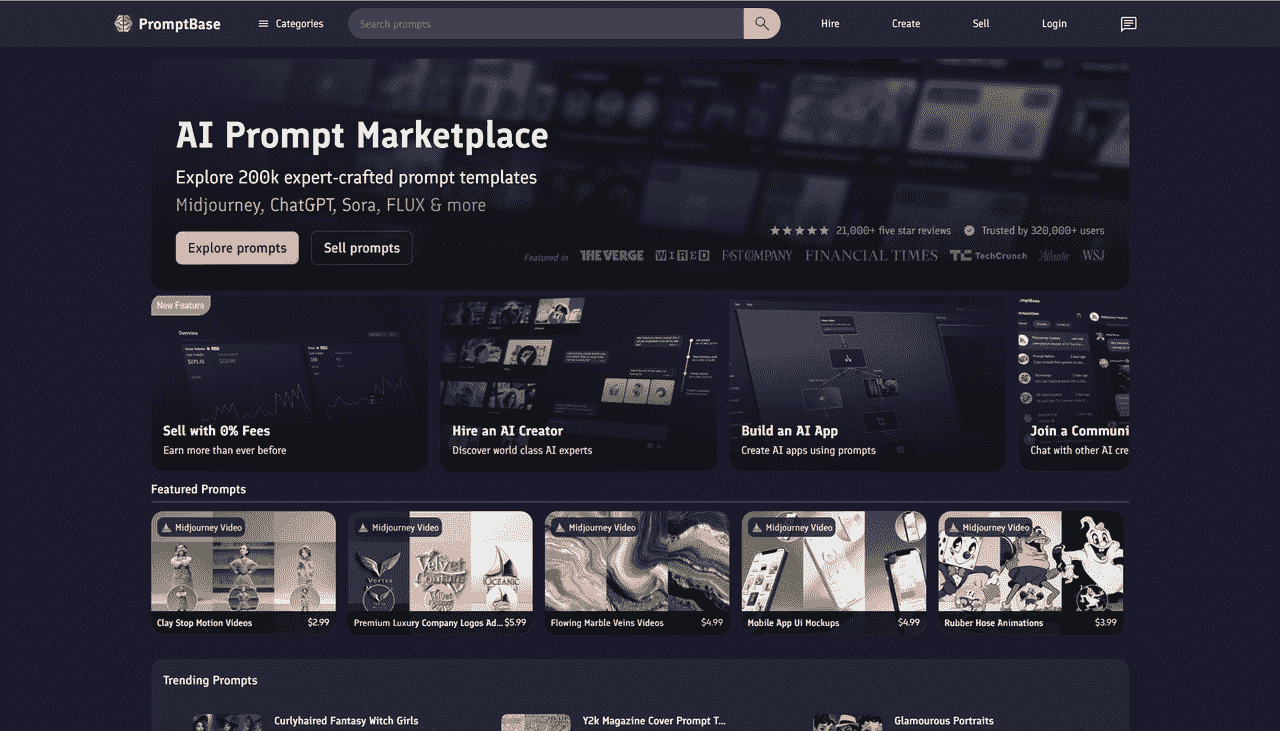 PromptBase
Categories
Search prompts
Hire
Create
Sell
Login
AI Prompt Marketplace
Explore 200k expert-crafted prompt templates
Midjourney, ChatGPT, Sora, FLUX & more
Explore prompts
Sell prompts
21,000+ five star reviews
Trusted by 320,000+ users
Featured in
THE VERGE
WIRED
FAST COMPANY
FINANCIAL TIMES
TechCrunch
Atlantic
WSJ
New Feature
Overview
Sell with 0% Fees
Earn more than ever before
Hire an AI Creator
Discover world class AI experts
Build an AI App
Create AI apps using prompts
Join a Communi
Chat with other AI cre
Featured Prompts
Midjourney Video
Clay Stop Motion Videos
$2.99
Midjourney Video
Vortex
Velvet
OCEANIC
Premium Luxury Company Logos Ad...
$5.99
Midjourney Video
Flowing Marble Veins Videos
$4.99
Midjourney Video
Mobile App Ui Mockups
$4.99
Midjourney Video
Rubber Hose Animations
$3.99
Trending Prompts
Curlyhaired Fantasy Witch Girls
Y2k Magazine Cover Prompt T...
Glamourous Portraits